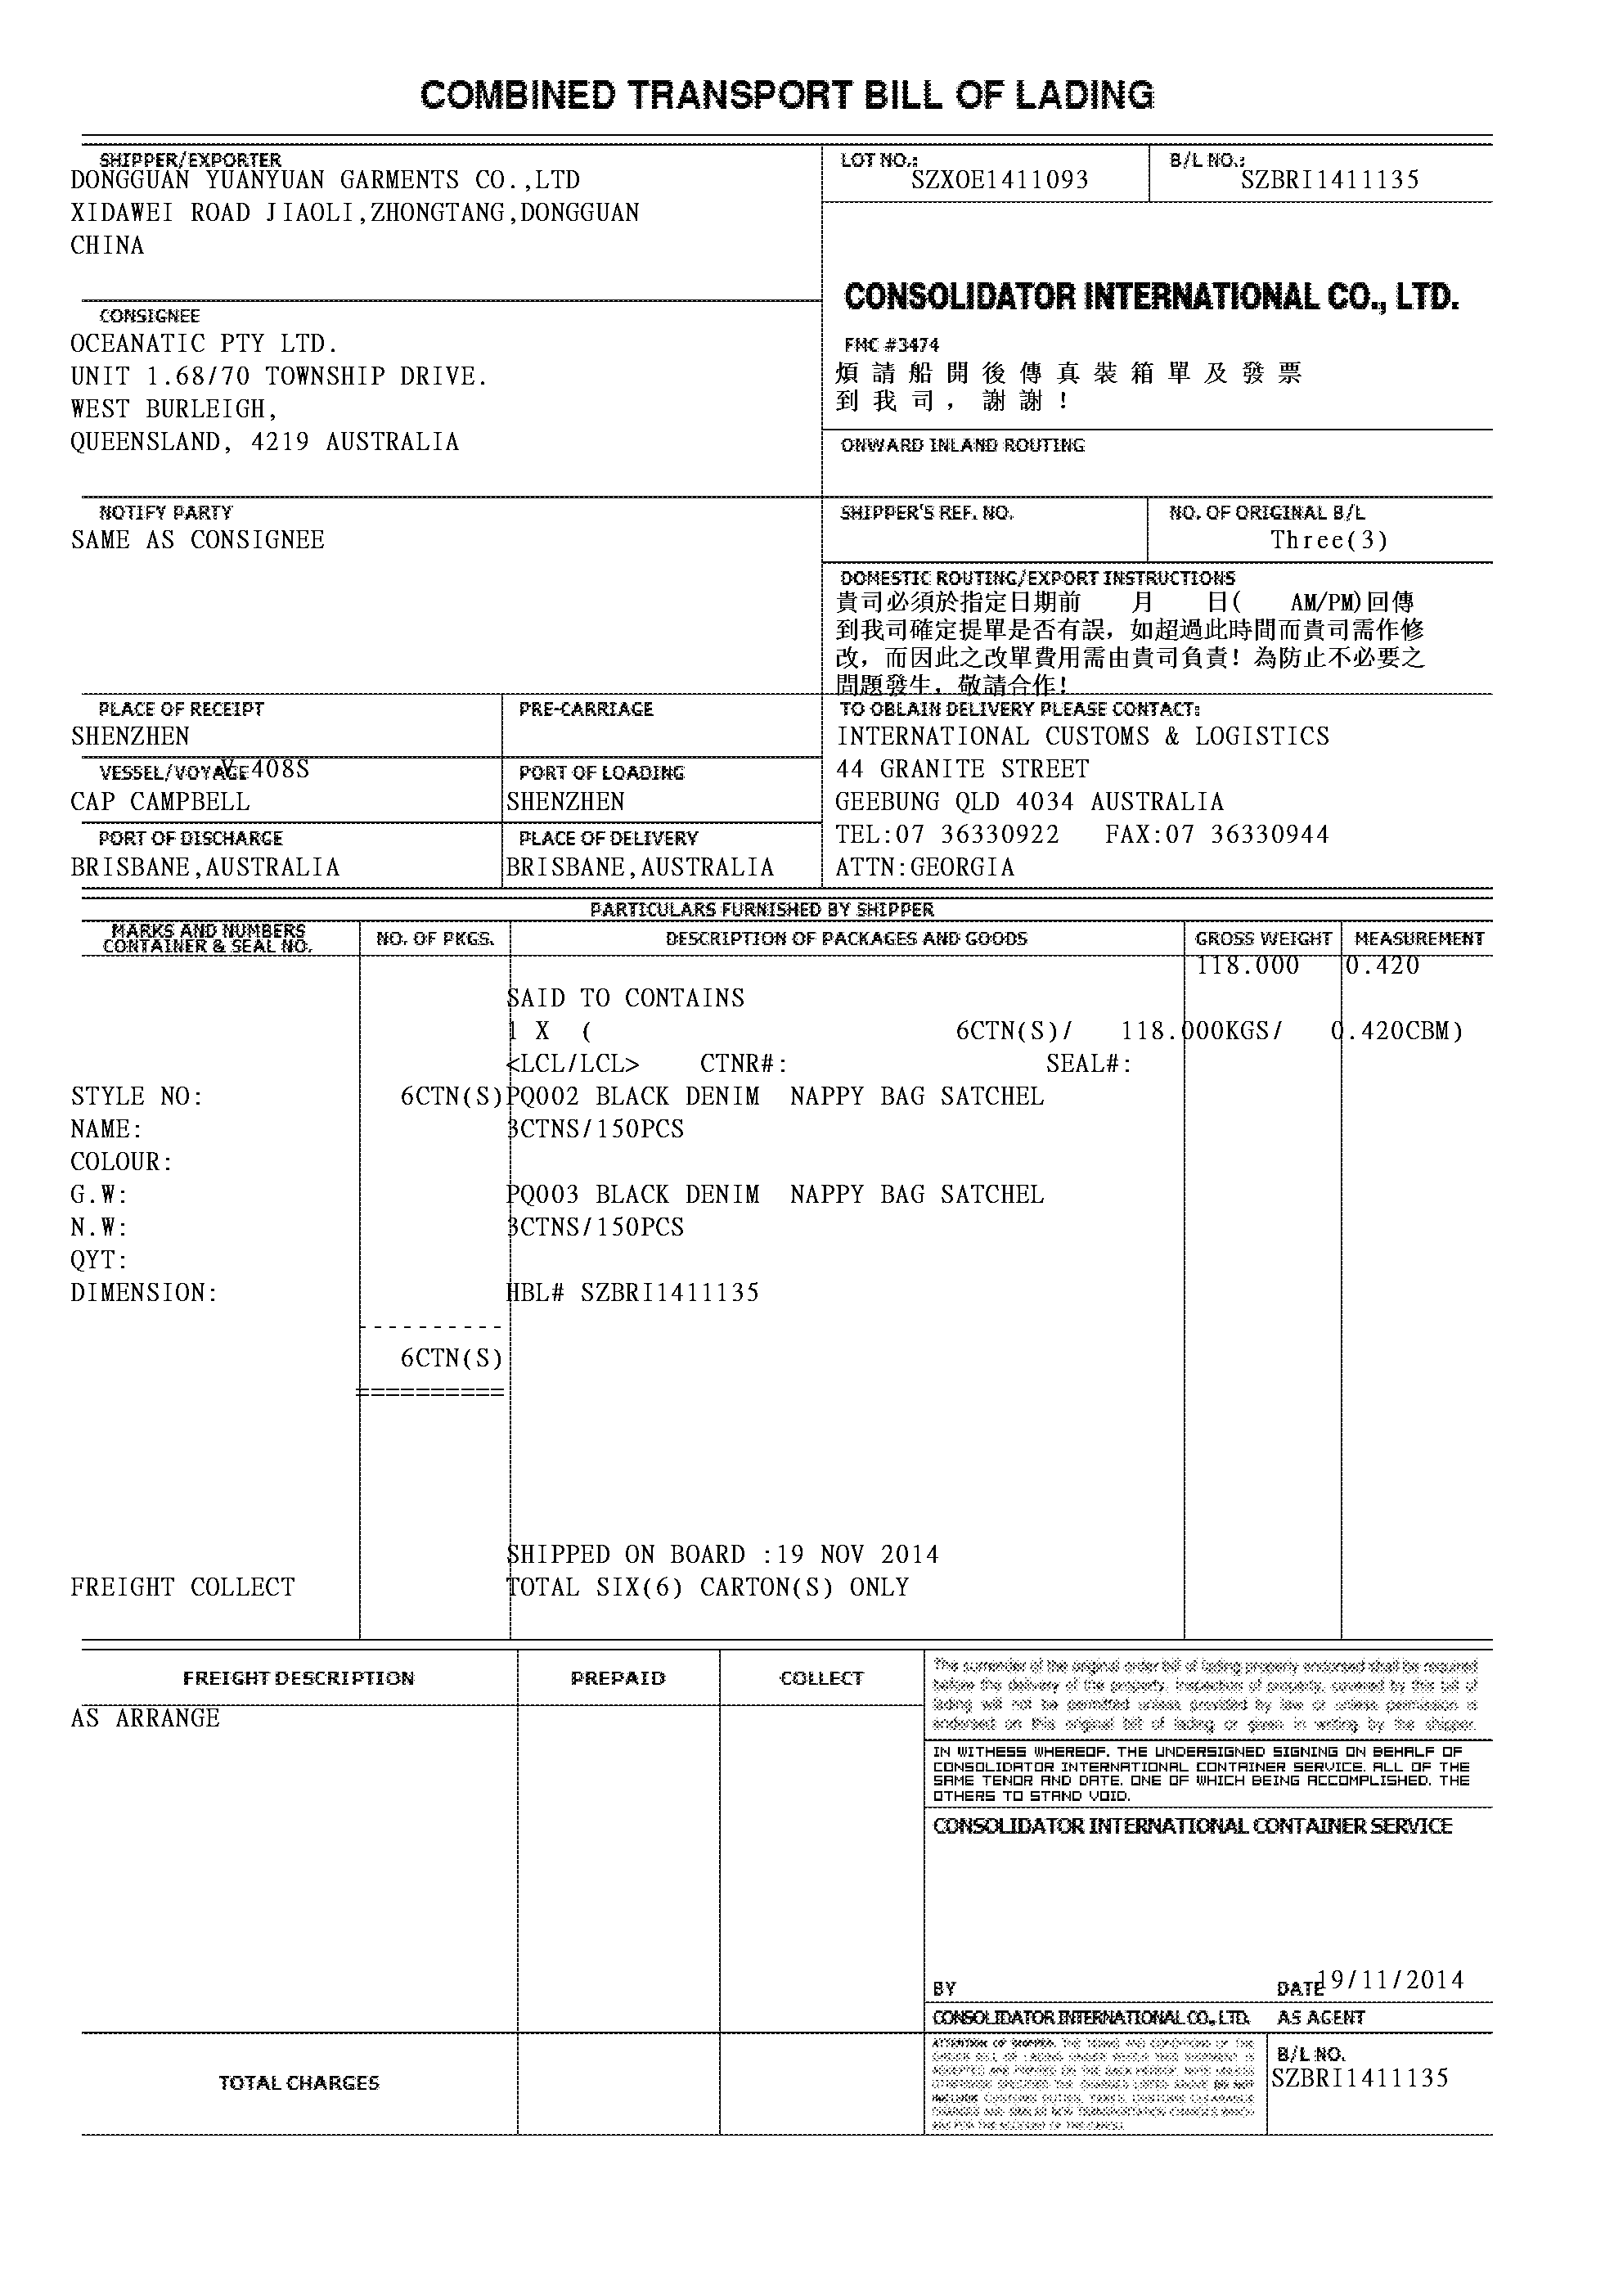 COMBINED TRANSPORT BILL OF LADING
SHIPPER/EXPORTER
DONGGUAN YUANYUAN GARMENTS CO.,LTD
XIDAWEI ROAD JIAOLI,ZHONGTANG,DONGGUAN
CHINA
LOT NO.:
SZXOE1411093
B/L NO.:
SZBRI1411135
CONSOLIDATOR INTERNATIONAL CO., LTD.
FMC #3474
煩請船開後傳真裝箱單及發票
到我司，謝謝！
CONSIGNEE
OCEANATIC PTY LTD.
UNIT 1.68/70 TOWNSHIP DRIVE.
WEST BURLEIGH,
QUEENSLAND, 4219 AUSTRALIA
ONWARD INLAND ROUTING
NOTIFY PARTY
SAME AS CONSIGNEE
SHIPPER'S REF. NO.
NO. OF ORIGINAL B/L
Three(3)
DOMESTIC ROUTING/EXPORT INSTRUCTIONS
貴司必須於指定日期前 月 日( AM/PM)回傳
到我司確定提單是否有誤，如超過此時間而貴司需作修
改，而因此之改單費用需由貴司負責！為防止不必要之
問題發生，敬請合作！
PLACE OF RECEIPT
SHENZHEN
PRE-CARRIAGE
VESSEL/VOYAGE V.408S
CAP CAMPBELL
PORT OF LOADING
SHENZHEN
PORT OF DISCHARGE
BRISBANE,AUSTRALIA
PLACE OF DELIVERY
BRISBANE,AUSTRALIA
TO OBLAIN DELIVERY PLEASE CONTACT:
INTERNATIONAL CUSTOMS & LOGISTICS
44 GRANITE STREET
GEEBUNG QLD 4034 AUSTRALIA
TEL:07 36330922 FAX:07 36330944
ATTN:GEORGIA
PARTICULARS FURNISHED BY SHIPPER
MARKS AND NUMBERS
CONTAINER & SEAL NO.
NO. OF PKGS.
DESCRIPTION OF PACKAGES AND GOODS
GROSS WEIGHT
MEASUREMENT
118.000 0.420
SAID TO CONTAINS
1 X ( 6CTN(S)/ 118.000KGS/ 0.420CBM)
<LCL/LCL> CTNR#: SEAL#:
STYLE NO: 6CTN(S) PQ002 BLACK DENIM NAPPY BAG SATCHEL
NAME: 3CTNS/150PCS
COLOUR:
G.W: PQ003 BLACK DENIM NAPPY BAG SATCHEL
N.W: 3CTNS/150PCS
QYT:
DIMENSION: HBL# SZBRI1411135
----------
6CTN(S)
==========
SHIPPED ON BOARD :19 NOV 2014
FREIGHT COLLECT TOTAL SIX(6) CARTON(S) ONLY
FREIGHT DESCRIPTION
PREPAID
COLLECT
AS ARRANGE
The surrender of the original order bill of lading properly endorsed shall be required
before the delivery of the property. Inspection of property, covered by this bill of
lading will not be permitted unless provided by law or unless permission is
endorsed on this original bill of lading or given in writing by the shipper.
IN WITHESS WHEREOF, THE UNDERSIGNED SIGNING ON BEHALF OF
CONSOLIDATOR INTERNATIONAL CONTAINER SERVICE. ALL OF THE
SAME TENOR AND DATE, ONE OF WHICH BEING ACCOMPLISHED, THE
OTHERS TO STAND VOID.
CONSOLIDATOR INTERNATIONAL CONTAINER SERVICE
BY
DATE 19/11/2014
CONSOLIDATOR INTERNATIONAL CO., LTD. AS AGENT
TOTAL CHARGES
B/L NO.
SZBRI1411135